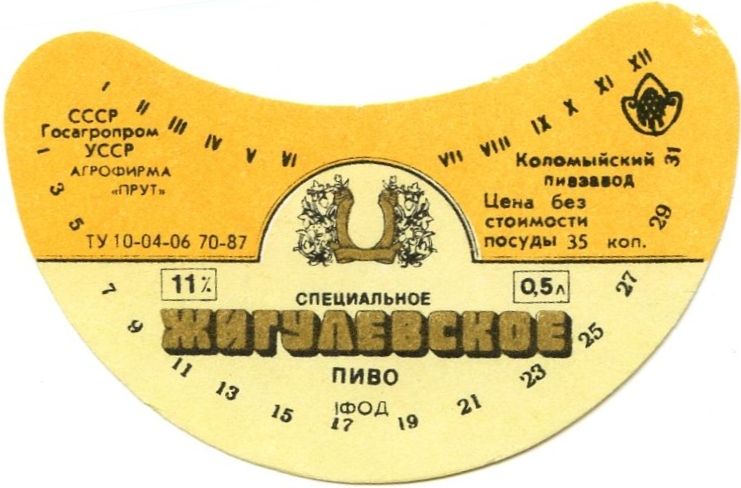 I II III IV V VI VII VIII IX X XI XII
СССР
Госагропром
УССР
АГРОФИРМА
«ПРУТ»
ТУ 10-04-06 70-87
Коломыйский
пивзавод
Цена без
стоимости
посуды 35 коп.
11%
0,5л
СПЕЦИАЛЬНОЕ
ЖИГУЛЕВСКОЕ
ПИВО
IФОД
1 3 5 7 9 11 13 15 17 19 21 23 25 27 29 31